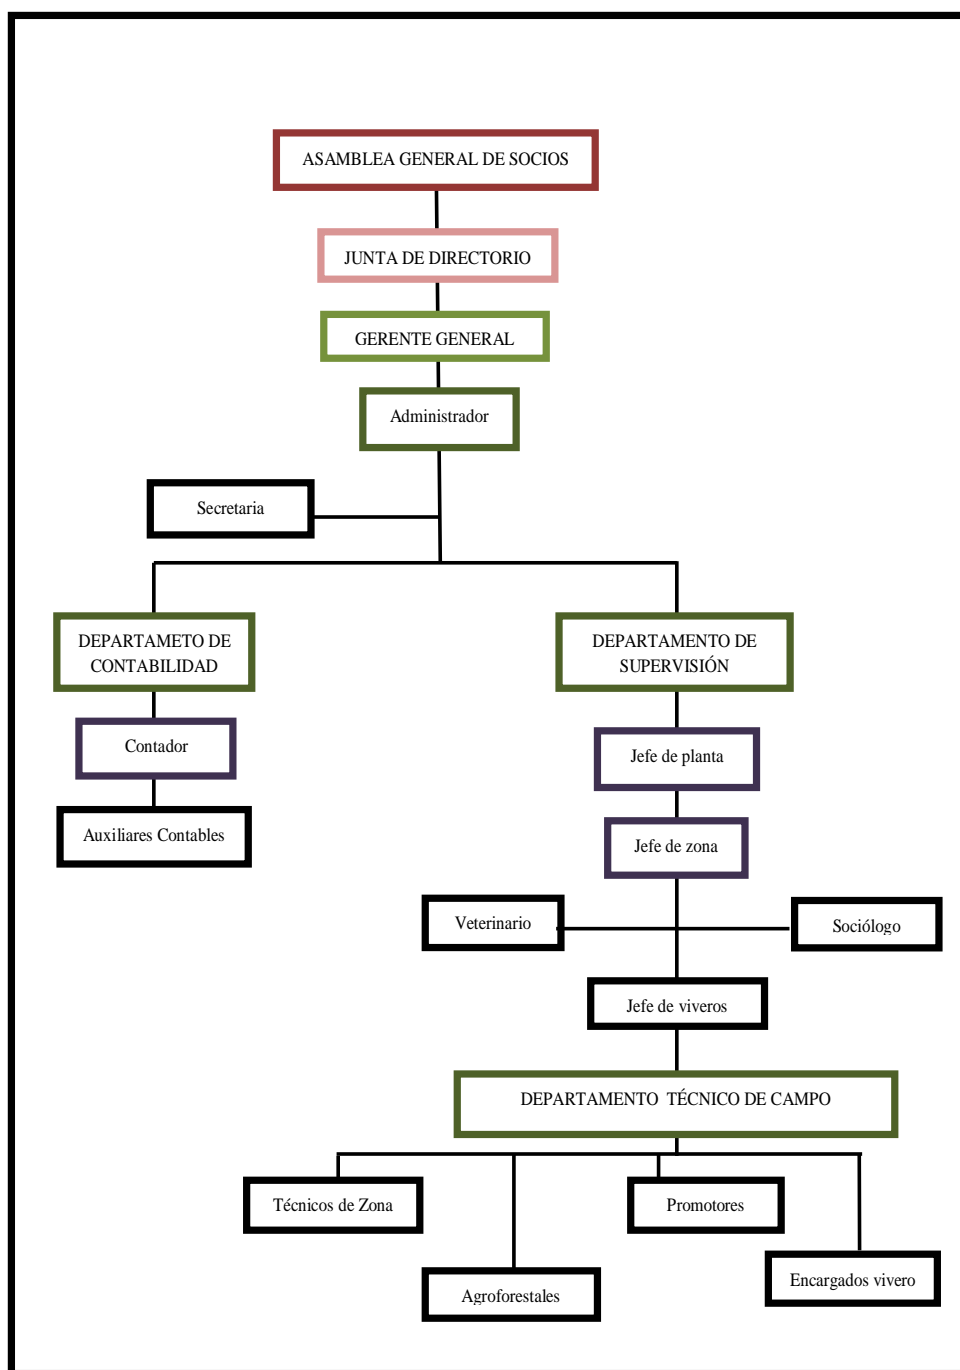 ASAMBLEA GENERAL DE SOCIOS
JUNTA DE DIRECTORIO
GERENTE GENERAL
Administrador
Secretaria
DEPARTAMETO DE
CONTABILIDAD
DEPARTAMENTO DE
SUPERVISIÓN
Contador
Jefe de planta
Auxiliares Contables
Jefe de zona
Veterinario
Sociólogo
Jefe de viveros
DEPARTAMENTO TÉCNICO DE CAMPO
Técnicos de Zona
Promotores
Agroforestales
Encargados vivero